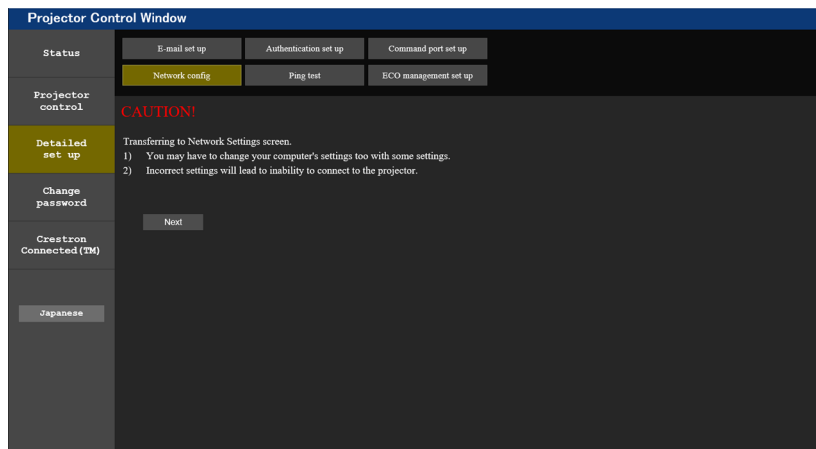 Projector Control Window
Status
Projector
control
Detailed
set up
Change
password
Crestron
Connected(TM)
Japanese
E-mail set up
Authentication set up
Command port set up
Network config
Ping test
ECO management set up
CAUTION!
Transferring to Network Settings screen.
1) You may have to change your computer's settings too with some settings.
2) Incorrect settings will lead to inability to connect to the projector.
Next